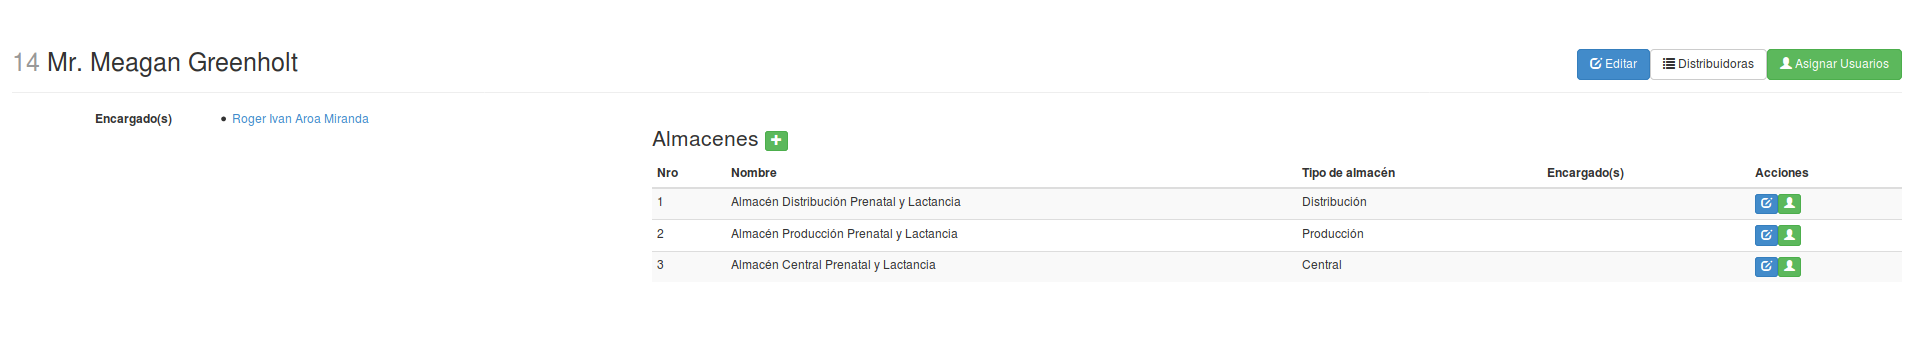 14 Mr. Meagan Greenholt
Editar Distribuidoras Asignar Usuarios
Encargado(s) • Roger Ivan Aroa Miranda
Almacenes
Nro Nombre Tipo de almacén Encargado(s) Acciones
1 Almacén Distribución Prenatal y Lactancia Distribución
2 Almacén Producción Prenatal y Lactancia Producción
3 Almacén Central Prenatal y Lactancia Central